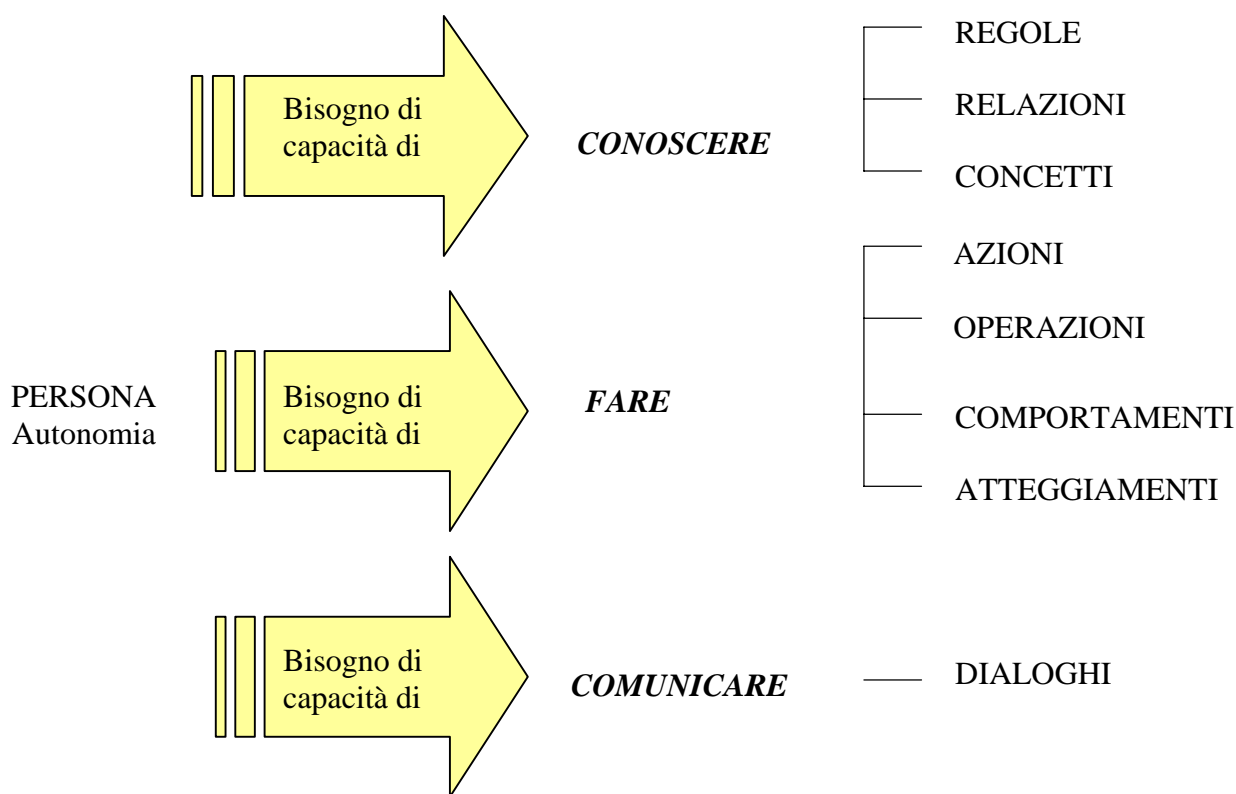 REGOLE
RELAZIONI
CONCETTI
Bisogno di
capacità di
CONOSCERE
AZIONI
OPERAZIONI
COMPORTAMENTI
ATTEGGIAMENTI
PERSONA
Autonomia
Bisogno di
capacità di
FARE
Bisogno di
capacità di
COMUNICARE
DIALOGHI